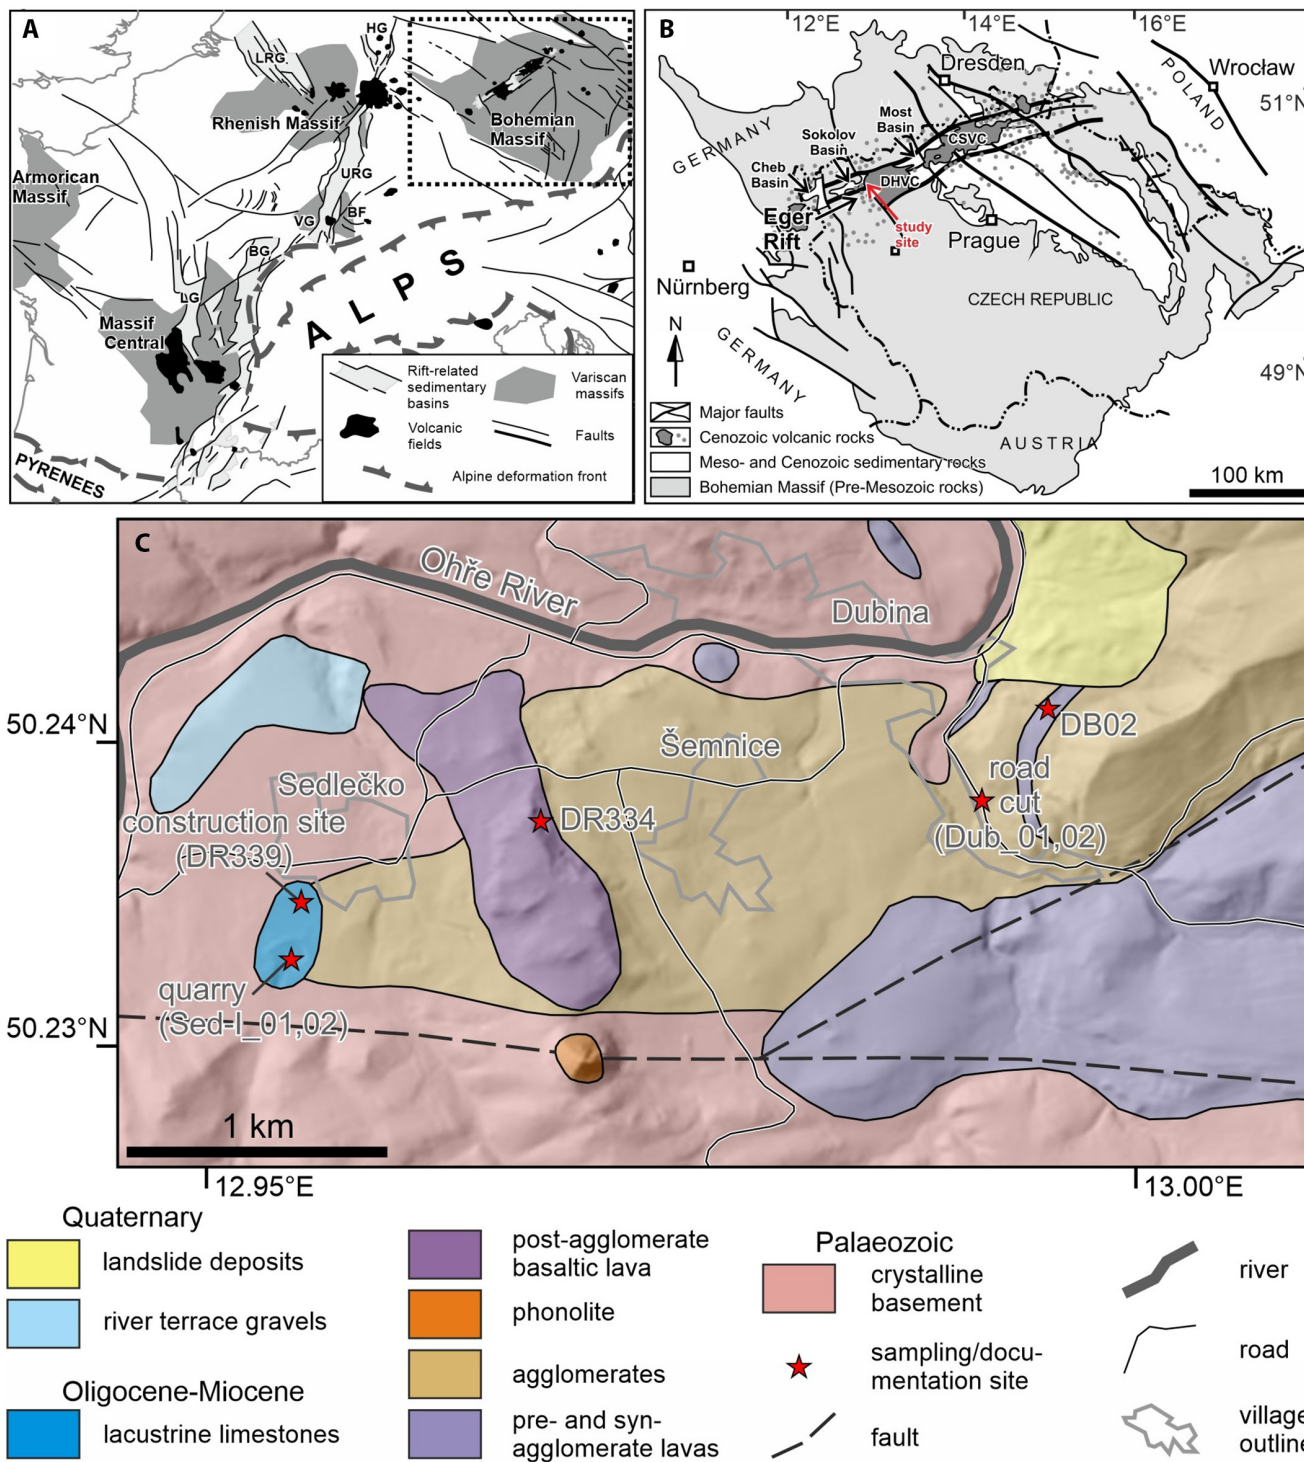 A
HG
LRG
Rhenish Massif
Bohemian
Massif
Armorican
Massif
URG
VG
BF
BG
LG
Massif
Central
ALPS
PYRENEES
Rift-related
sedimentary
basins
Variscan
massifs
Volcanic
fields
Faults
Alpine deformation front
B
12°E
14°E
16°E
Dresden
Wrocław
51°N
POLAND
GERMANY
Most
Basin
Sokolov
Basin
CSVC
Cheb
Basin
DHVC
Eger
Rift
study
site
Prague
Nürnberg
CZECH REPUBLIC
N
GERMANY
49°N
AUSTRIA
Major faults
Cenozoic volcanic rocks
Meso- and Cenozoic sedimentary rocks
Bohemian Massif (Pre-Mesozoic rocks)
100 km
C
Ohře River
Dubina
50.24°N
Šemnice
DB02
Sedlečko
road
cut
(Dub_01,02)
construction site
(DR339)
DR334
quarry
(Sed-I_01,02)
50.23°N
1 km
12.95°E
13.00°E
Quaternary
landslide deposits
river terrace gravels
Oligocene-Miocene
lacustrine limestones
post-agglomerate
basaltic lava
phonolite
agglomerates
pre- and syn-
agglomerate lavas
Palaeozoic
crystalline
basement
sampling/docu-
mentation site
fault
river
road
village
outline